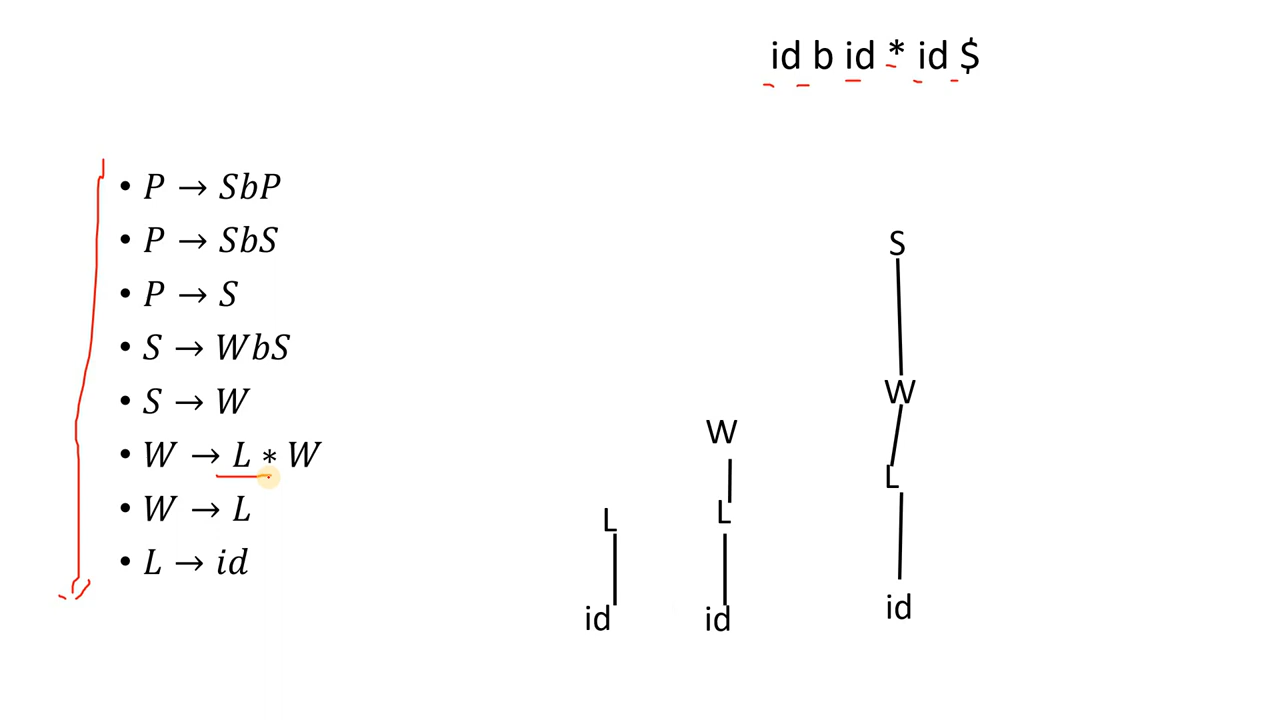 id b id * id $
• P → SbP
• P → SbS
• P → S
• S → WbS
• S → W
• W → L ∗ W
• W → L
• L → id
S
W
W
L
L
L
id
id
id